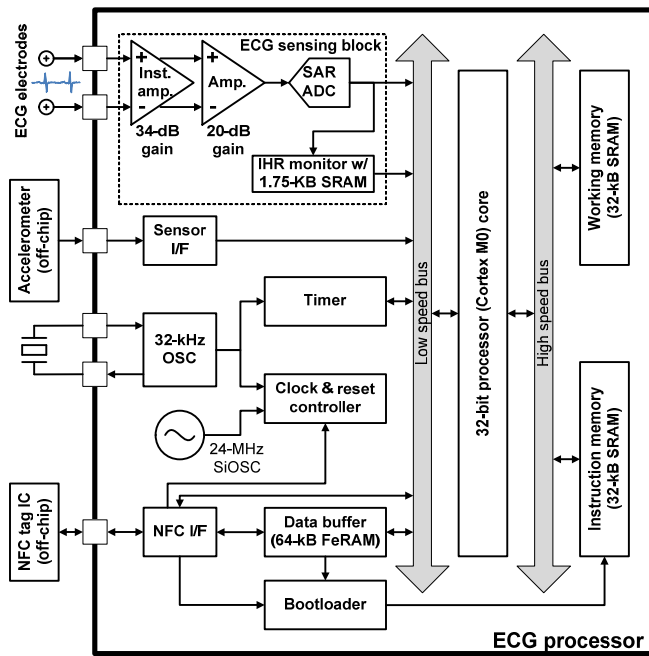 ECG electrodes
ECG sensing block
+
-
Inst.
amp.
34-dB
gain
+
-
Amp.
20-dB
gain
SAR
ADC
IHR monitor w/
1.75-KB SRAM
Accelerometer
(off-chip)
Sensor
I/F
32-kHz
OSC
Timer
Clock & reset
controller
24-MHz
SiOSC
NFC tag IC
(off-chip)
NFC I/F
Data buffer
(64-kB FeRAM)
Bootloader
Low speed bus
32-bit processor (Cortex M0) core
High speed bus
Working memory
(32-kB SRAM)
Instruction memory
(32-kB SRAM)
ECG processor